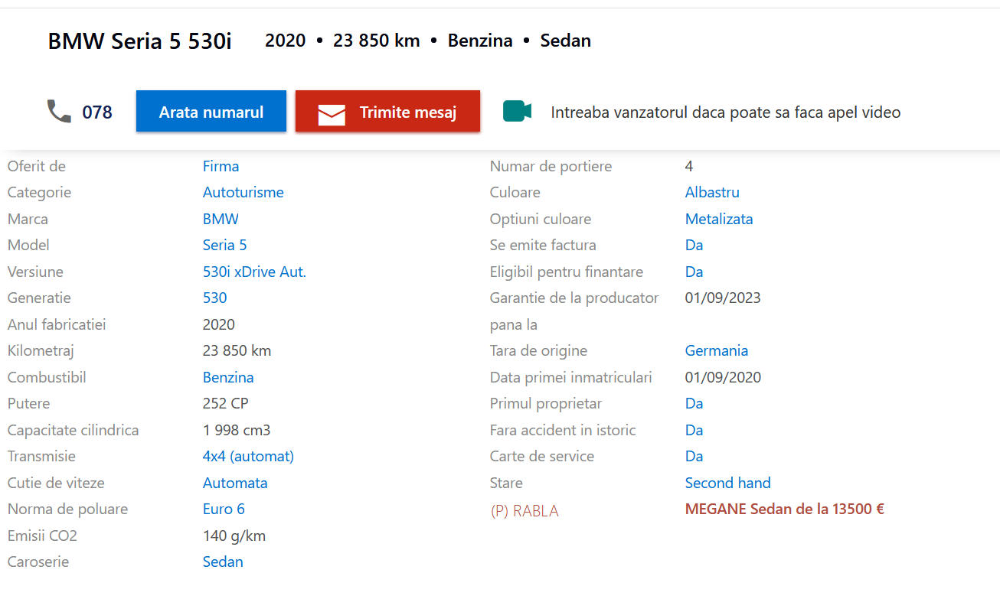 BMW Seria 5 530i 2020 • 23 850 km • Benzina • Sedan
078 Arata numarul Trimite mesaj Intreaba vanzatorul daca poate sa faca apel video
Oferit de Firma
Categorie Autoturisme
Marca BMW
Model Seria 5
Versiune 530i xDrive Aut.
Generatie 530
Anul fabricatiei 2020
Kilometraj 23 850 km
Combustibil Benzina
Putere 252 CP
Capacitate cilindrica 1 998 cm3
Transmisie 4x4 (automat)
Cutie de viteze Automata
Norma de poluare Euro 6
Emisii CO2 140 g/km
Caroserie Sedan
Numar de portiere 4
Culoare Albastru
Optiuni culoare Metalizata
Se emite factura Da
Eligibil pentru finantare Da
Garantie de la producator 01/09/2023
pana la
Tara de origine Germania
Data primei inmatriculari 01/09/2020
Primul proprietar Da
Fara accident in istoric Da
Carte de service Da
Stare Second hand
(P) RABLA MEGANE Sedan de la 13500 €